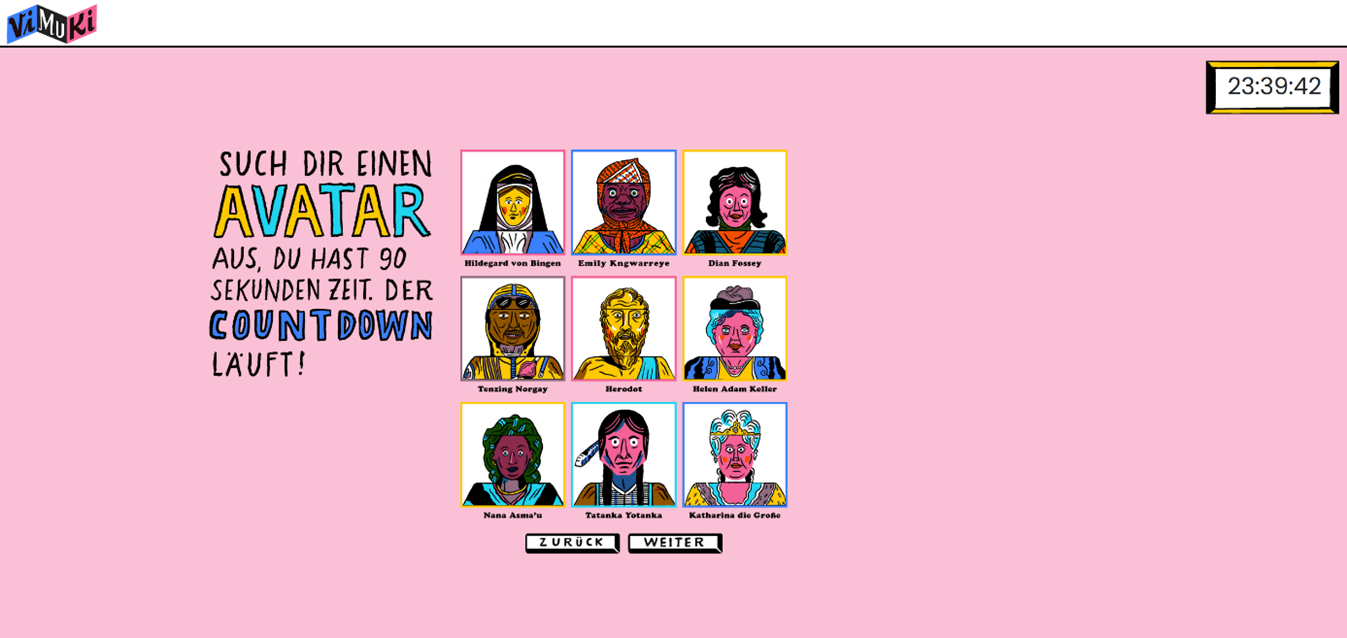 ViMuKi
23:39:42
SUCH DIR EINEN
AVATAR
AUS, DU HAST 90
SEKUNDEN ZEIT. DER
COUNTDOWN
LÄUFT!
Hildegard von Bingen
Emily Kngwarreye
Dian Fossey
Tenzing Norgay
Herodot
Helen Adam Keller
Nana Asma'u
Tatanka Yotanka
Katharina die Große
ZURÜCK
WEITER